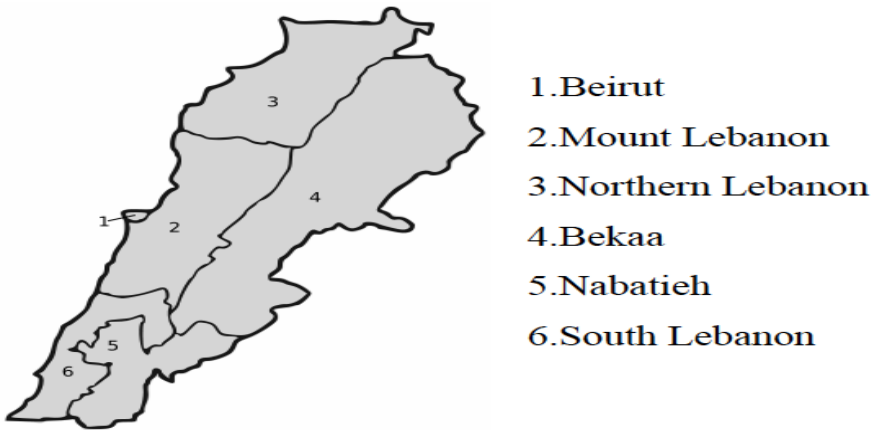 3
4
1
2
5
6
1.Beirut
2.Mount Lebanon
3.Northern Lebanon
4.Bekaa
5.Nabatieh
6.South Lebanon